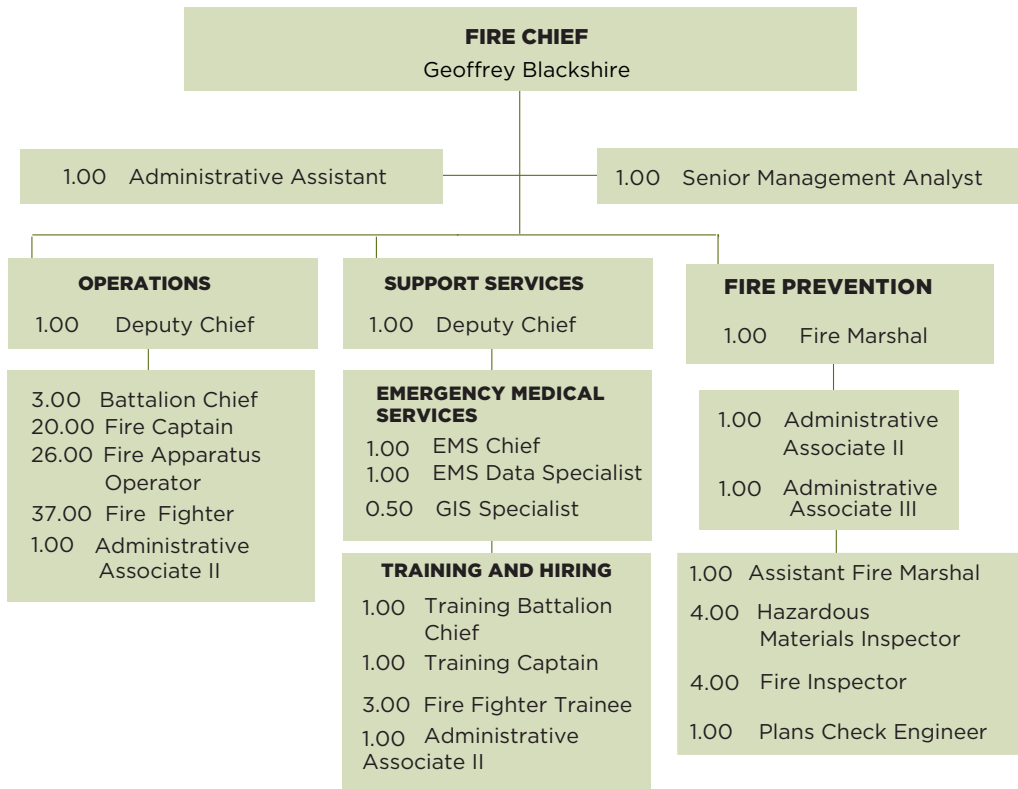 FIRE CHIEF
Geoffrey Blackshire
1.00 Administrative Assistant
1.00 Senior Management Analyst
OPERATIONS
1.00 Deputy Chief
3.00 Battalion Chief
20.00 Fire Captain
26.00 Fire Apparatus
Operator
37.00 Fire Fighter
1.00 Administrative
Associate II
SUPPORT SERVICES
1.00 Deputy Chief
EMERGENCY MEDICAL
SERVICES
1.00 EMS Chief
1.00 EMS Data Specialist
0.50 GIS Specialist
TRAINING AND HIRING
1.00 Training Battalion
Chief
1.00 Training Captain
3.00 Fire Fighter Trainee
1.00 Administrative
Associate II
FIRE PREVENTION
1.00 Fire Marshal
1.00 Administrative
Associate II
1.00 Administrative
Associate III
1.00 Assistant Fire Marshal
4.00 Hazardous
Materials Inspector
4.00 Fire Inspector
1.00 Plans Check Engineer